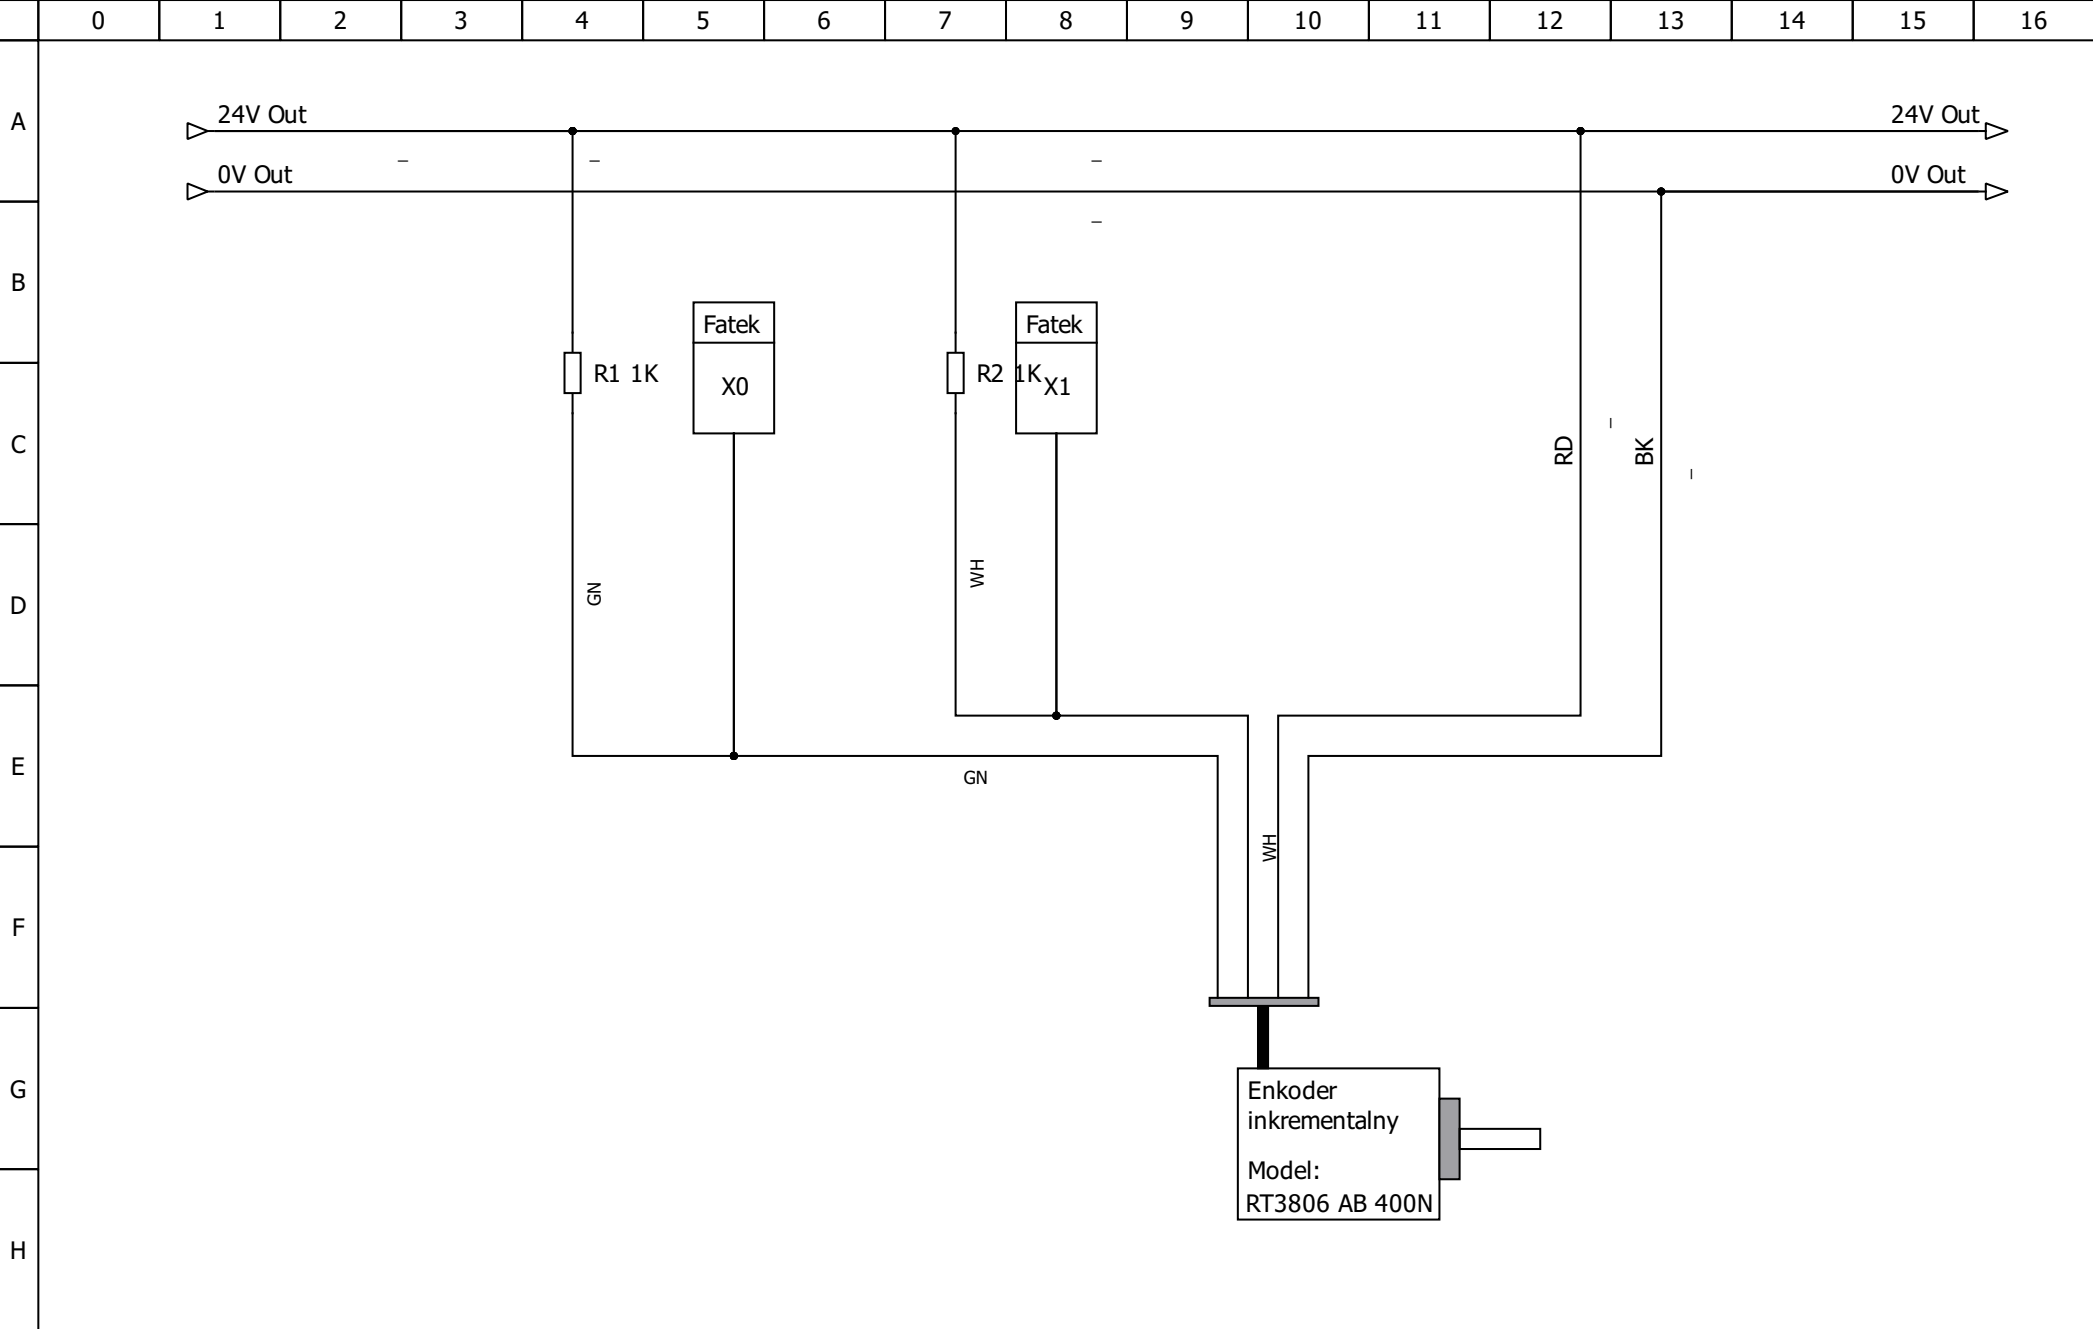 0 1 2 3 4 5 6 7 8 9 10 11 12 13 14 15 16
A
24V Out
24V Out
0V Out
0V Out
B
Fatek
Fatek
R1 1K
X0
R2 1K
X1
C
RD
BK
WH
GN
D
E
GN
WH
F
G
Enkoder
inkrementalny
Model:
RT3806 AB 400N
H